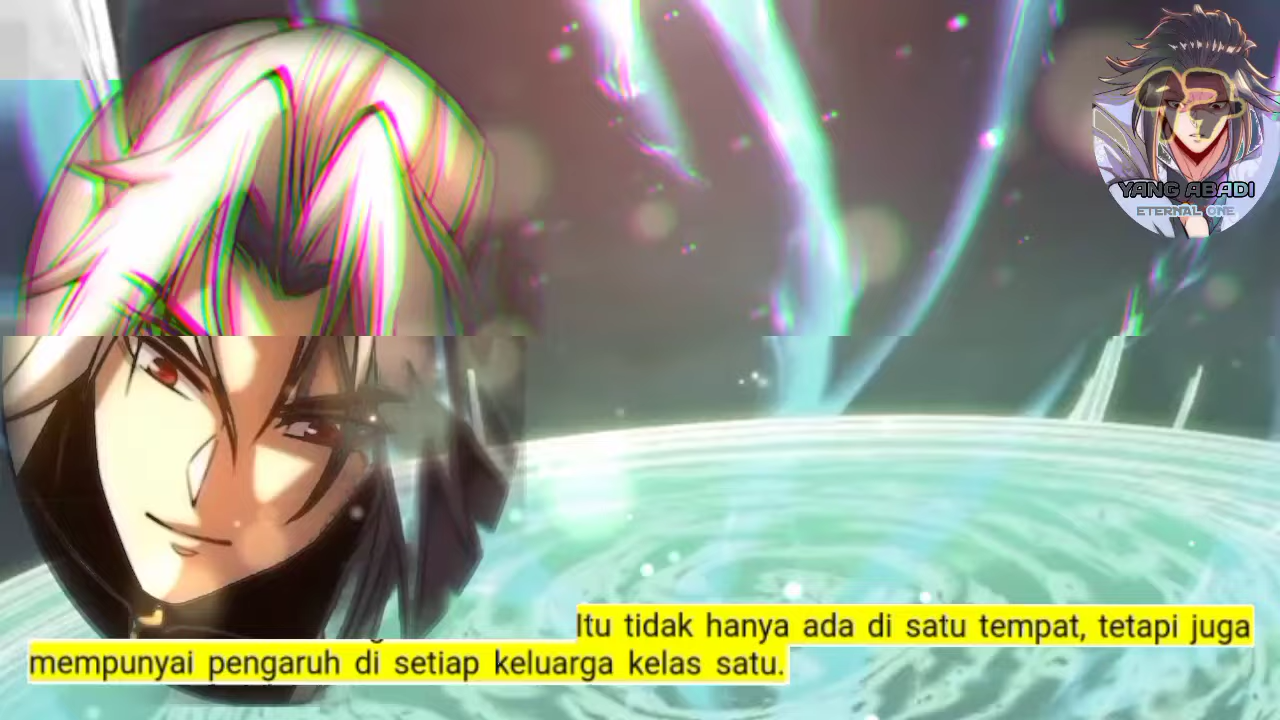 YANG ABADI
ETERNAL ONE
Itu tidak hanya ada di satu tempat, tetapi juga
mempunyai pengaruh di setiap keluarga kelas satu.